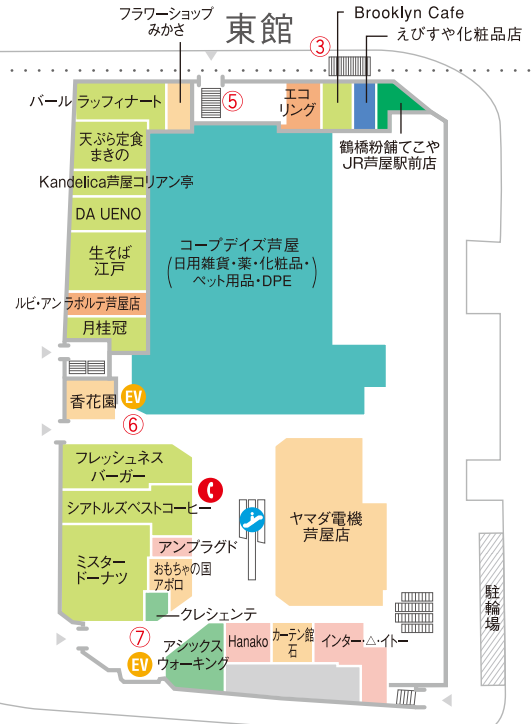 東館
フラワーショップ
みかさ
③
Brooklyn Cafe
えびすや化粧品店
バール ラッフィナート
⑤
エコ
リング
鶴橋粉舗てこや
JR芦屋駅前店
天ぷら定食
まきの
Kandelica芦屋コリアン亭
DA UENO
生そば
江戸
ルビ・アンラポルテ芦屋店
月桂冠
コープデイズ芦屋
(日用雑貨・薬・化粧品・
ペット用品・DPE)
香花園
EV
⑥
フレッシュネス
バーガー
シアトルズベストコーヒー
アンプラグド
ミスター
ドーナツ
おもちゃの国
アポロ
クレシェンテ
ヤマダ電機
芦屋店
駐輪場
⑦
EV
アシックス
ウォーキング
Hanako
カーテン館
石
インター・△・イトー